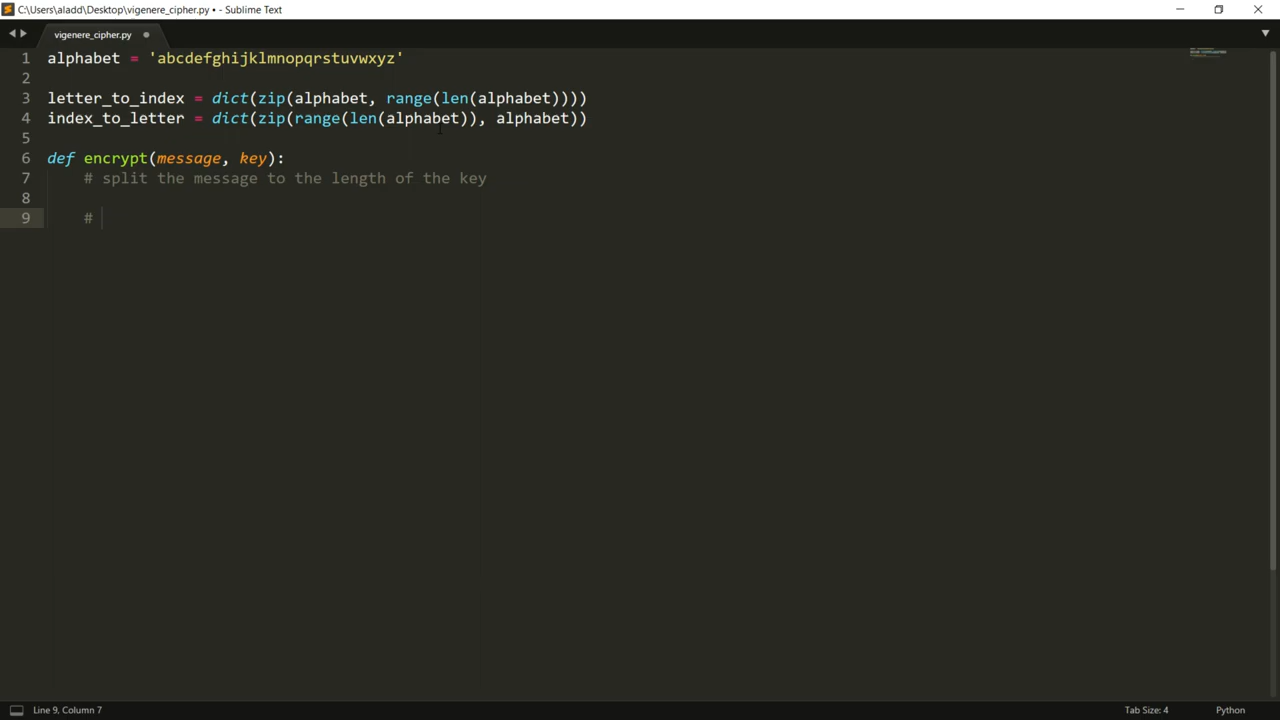 C:\Users\aladd\Desktop\vigenere_cipher.py • - Sublime Text
vigenere_cipher.py
1 alphabet = 'abcdefghijklmnopqrstuvwxyz'
2
3 letter_to_index = dict(zip(alphabet, range(len(alphabet))))
4 index_to_letter = dict(zip(range(len(alphabet)), alphabet))
5
6 def encrypt(message, key):
7     # split the message to the length of the key
8
9     #
Line 9, Column 7
Tab Size: 4
Python